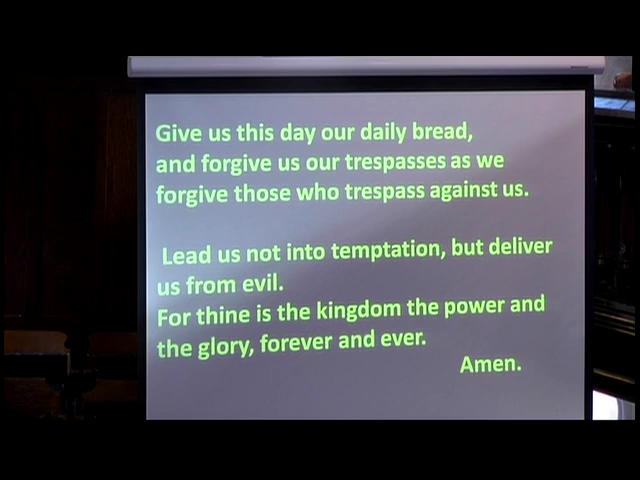 Give us this day our daily bread,
and forgive us our trespasses as we
forgive those who trespass against us.
Lead us not into temptation, but deliver
us from evil.
For thine is the kingdom the power and
the glory, forever and ever.
Amen.